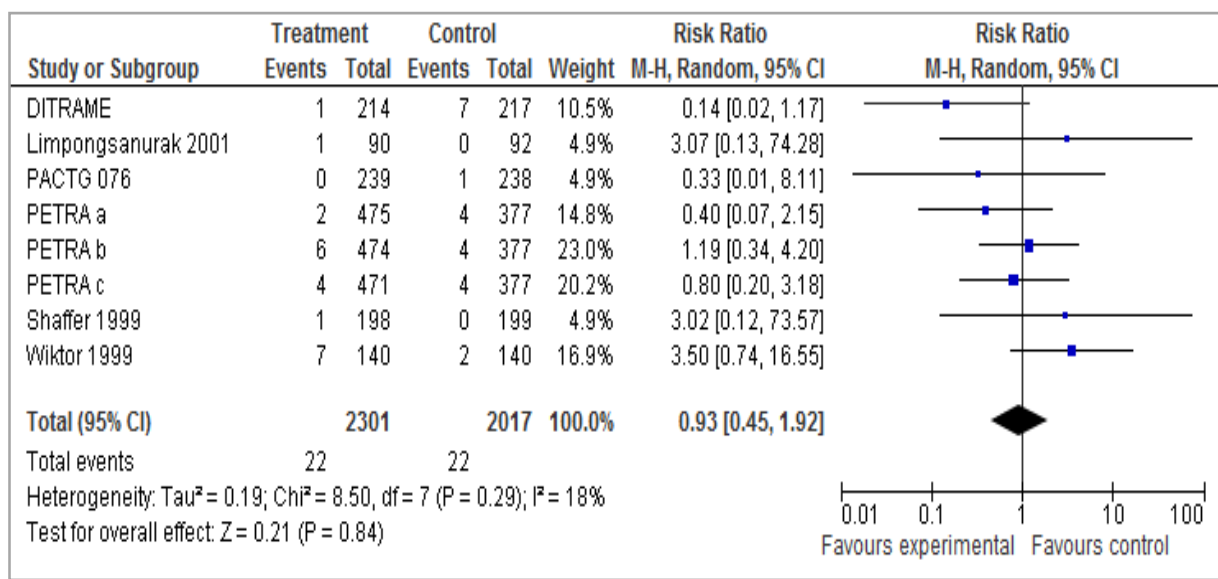 Treatment Control Risk Ratio Risk Ratio
Study or Subgroup Events Total Events Total Weight M-H, Random, 95% CI M-H, Random, 95% CI
DITRAME 1 214 7 217 10.5% 0.14 [0.02, 1.17]
Limpongsanurak 2001 1 90 0 92 4.9% 3.07 [0.13, 74.28]
PACTG 076 0 239 1 238 4.9% 0.33 [0.01, 8.11]
PETRA a 2 475 4 377 14.8% 0.40 [0.07, 2.15]
PETRA b 6 474 4 377 23.0% 1.19 [0.34, 4.20]
PETRA c 4 471 4 377 20.2% 0.80 [0.20, 3.18]
Shaffer 1999 1 198 0 199 4.9% 3.02 [0.12, 73.57]
Wiktor 1999 7 140 2 140 16.9% 3.50 [0.74, 16.55]
Total (95% CI) 2301 2017 100.0% 0.93 [0.45, 1.92]
Total events 22 22
Heterogeneity: Tau² = 0.19; Chi² = 8.50, df = 7 (P = 0.29); I² = 18%
Test for overall effect: Z = 0.21 (P = 0.84)
0.01 0.1 1 10 100
Favours experimental Favours control